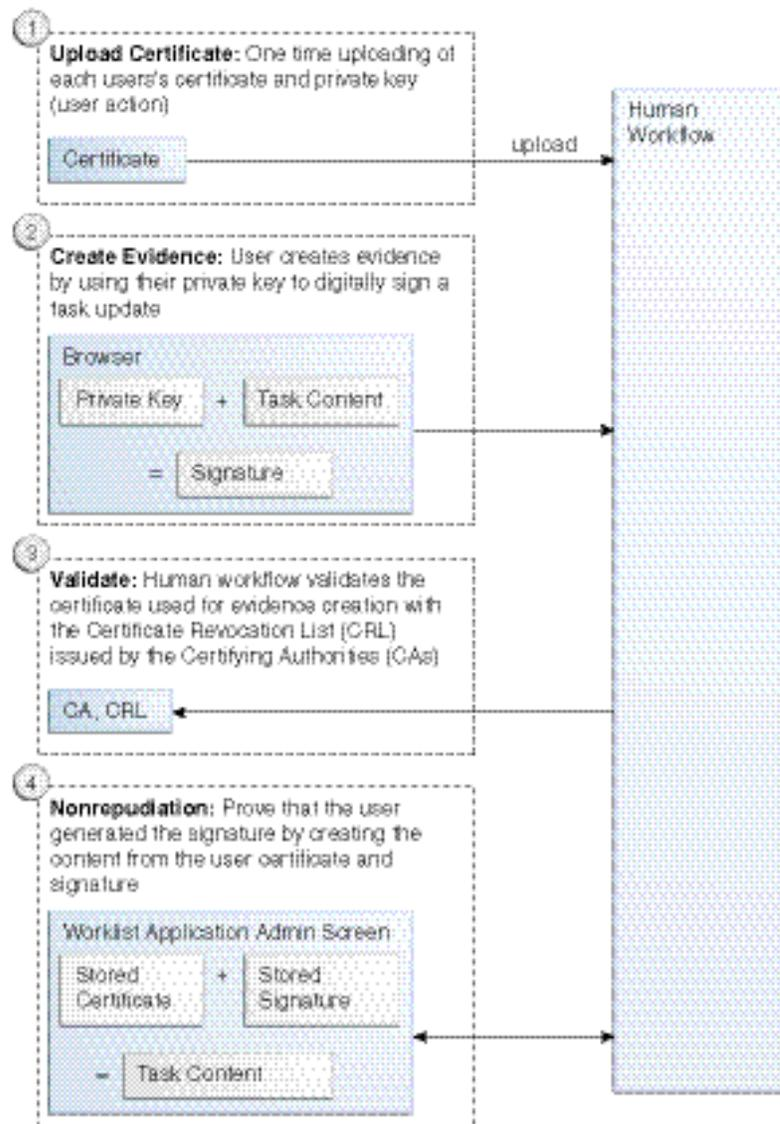 1
Upload Certificate: One time uploading of
each users's certificate and private key
(user action)
Certificate
upload
Human
Workflow
2
Create Evidence: User creates evidence
by using their private key to digitally sign a
task update
Browser
Private Key + Task Content
= Signature
3
Validate: Human workflow validates the
certificate used for evidence creation with
the Certificate Revocation List (CRL)
issued by the Certifying Authorities (CAs)
CA, CRL
4
Nonrepudiation: Prove that the user
generated the signature by creating the
content from the user certificate and
signature
Worklist Application Admin Screen
Stored + Stored
Certificate Signature
= Task Content